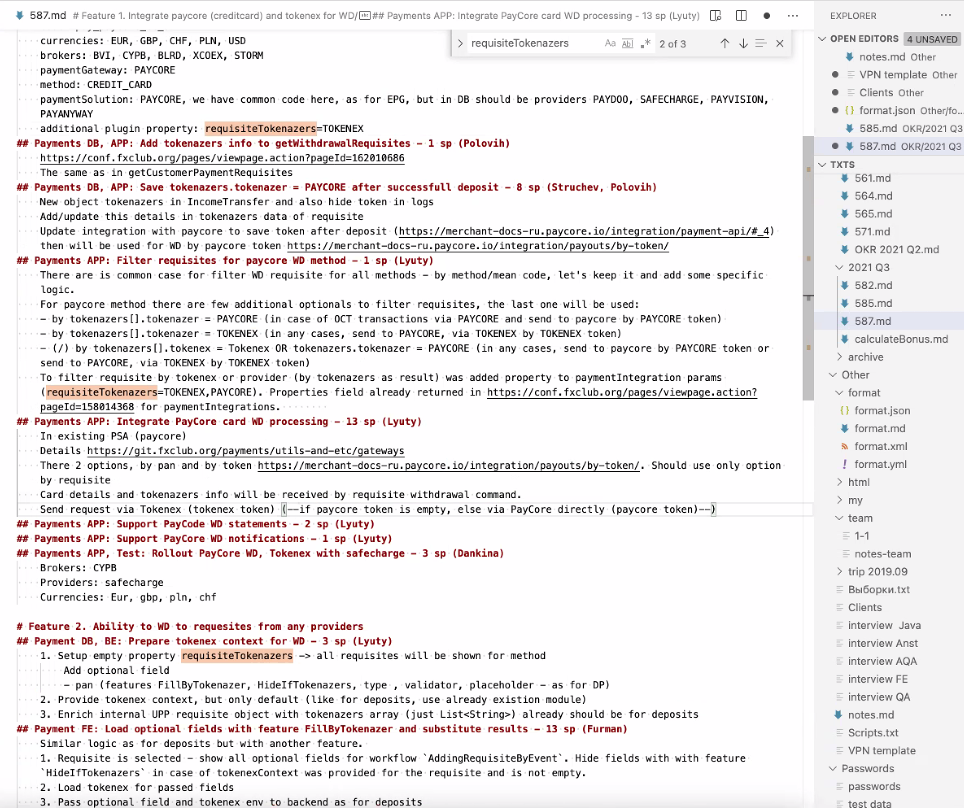 587.md # Feature 1. Integrate paycore (creditcard) and tokenex for WD/ ## Payments APP: Integrate PayCore card WD processing - 13 sp (Lyuty)
requisiteTokenazers Aa Ab .* 2 of 3
currencies: EUR, GBP, CHF, PLN, USD
brokers: BVI, CYPB, BLRD, XCOEX, STORM
paymentGateway: PAYCORE
method: CREDIT_CARD
paymentSolution: PAYCORE, we have common code here, as for EPG, but in DB should be providers PAYDOO, SAFECHARGE, PAYVISION,
PAYANYWAY
additional plugin property: requisiteTokenazers=TOKENEX
## Payments DB, APP: Add tokenazers info to getWithdrawalRequisites - 1 sp (Polovih)
https://conf.fxclub.org/pages/viewpage.action?pageId=162010686
The same as in getCustomerPaymentRequisites
## Payments DB, APP: Save tokenazers.tokenazer = PAYCORE after successfull deposit - 8 sp (Struchev, Polovih)
New object tokenazers in IncomeTransfer and also hide token in logs
Add/update this details in tokenazers data of requisite
Update integration with paycore to save token after deposit (https://merchant-docs-ru.paycore.io/integration/payment-api/#_4)
then will be used for WD by paycore token https://merchant-docs-ru.paycore.io/integration/payouts/by-token/
## Payments APP: Filter requisites for paycore WD method - 1 sp (Lyuty)
There are is common case for filter WD requisite for all methods - by method/mean code, let's keep it and add some specific
logic.
For paycore method there are few additional optionals to filter requisites, the last one will be used:
- by tokenazers[].tokenazer = PAYCORE (in case of OCT transactions via PAYCORE and send to paycore by PAYCORE token)
- by tokenazers[].tokenazer = TOKENEX (in any cases, send to PAYCORE, via TOKENEX by TOKENEX token)
- (/) by tokenazers[].tokenex = Tokenex OR tokenazers.tokenazer = PAYCORE (in any cases, send to paycore by PAYCORE token or
send to PAYCORE, via TOKENEX by TOKENEX token)
To filter requisite by tokenex or provider (by tokenazers as result) was added property to paymentIntegration params
(requisiteTokenazers=TOKENEX,PAYCORE). Properties field already returned in https://conf.fxclub.org/pages/viewpage.action?
pageId=158014368 for paymentIntegrations.
## Payments APP: Integrate PayCore card WD processing - 13 sp (Lyuty)
In existing PSA (paycore)
Details https://git.fxclub.org/payments/utils-and-etc/gateways
There 2 options, by pan and by token https://merchant-docs-ru.paycore.io/integration/payouts/by-token/. Should use only option
by requisite
Card details and tokenazers info will be received by requisite withdrawal command.
Send request via Tokenex (tokenex token) (--if paycore token is empty, else via PayCore directly (paycore token)--)
## Payments APP: Support PayCode WD statements - 2 sp (Lyuty)
## Payments APP: Support PayCore WD notifications - 1 sp (Lyuty)
## Payments APP, Test: Rollout PayCore WD, Tokenex with safecharge - 3 sp (Dankina)
Brokers: CYPB
Providers: safecharge
Currencies: Eur, gbp, pln, chf
# Feature 2. Ability to WD to requesites from any providers
## Payment DB, BE: Prepare tokenex context for WD - 3 sp (Lyuty)
1. Setup empty property requisiteTokenazers -> all requisites will be shown for method
Add optional field
- pan (features FillByTokenazer, HideIfTokenazers, type , validator, placeholder - as for DP)
2. Provide tokenex context, but only default (like for deposits, use already existion module)
3. Enrich internal UPP requisite object with tokenazers array (just List<String>) already should be for deposits
## Payment FE: Load optional fields with feature FillByTokenazer and substitute results - 13 sp (Furman)
Similar logic as for deposits but with another feature.
1. Requisite is selected - show all optional fields for workflow `AddingRequisiteByEvent`. Hide fields with with feature
`HideIfTokenazers` in case of tokenexContext was provided for the requisite and is not empty.
2. Load tokenex for passed fields
3. Pass optional field and tokenex env to backend as for deposits
EXPLORER
OPEN EDITORS 4 UNSAVED
notes.md Other
VPN template Other
Clients Other
format.json Other/fo...
585.md OKR/2021 Q3
587.md OKR/2021 Q3
TXTS
561.md
564.md
565.md
571.md
OKR 2021 Q2.md
2021 Q3
582.md
585.md
587.md
calculateBonus.md
archive
Other
format
format.json
format.md
format.xml
format.yml
html
my
team
1-1
notes-team
trip 2019.09
Выборки.txt
Clients
interview Java
interview Anst
interview AQA
interview FE
interview QA
notes.md
Scripts.txt
VPN template
Passwords
passwords
test data